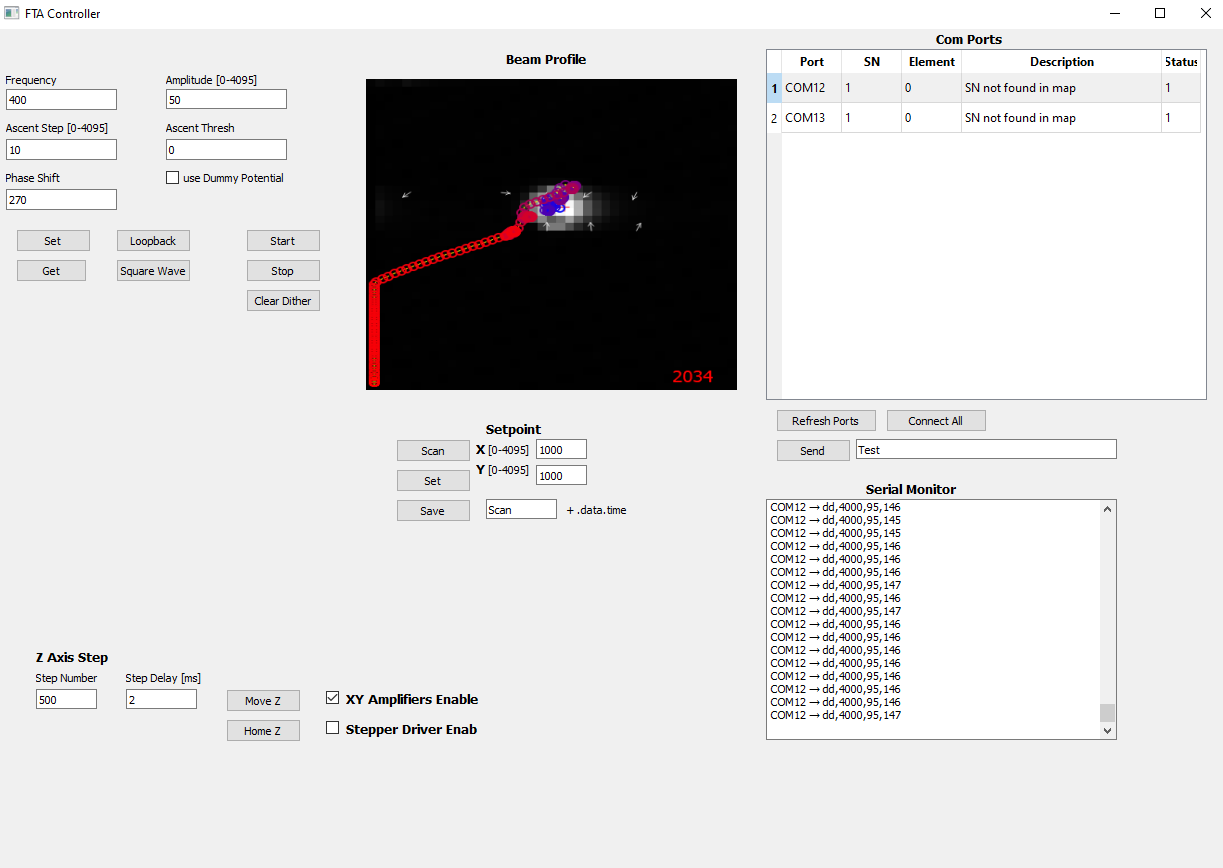 FTA Controller
Frequency
400
Amplitude [0-4095]
50
Ascent Step [0-4095]
10
Ascent Thresh
0
Phase Shift
270
use Dummy Potential
Set
Loopback
Start
Get
Square Wave
Stop
Clear Dither
Beam Profile
2034
Setpoint
Scan
X [0-4095]
1000
Set
Y [0-4095]
1000
Save
Scan
+ .data.time
Z Axis Step
Step Number
500
Step Delay [ms]
2
Move Z
Home Z
XY Amplifiers Enable
Stepper Driver Enab
Com Ports
Port SN Element Description Status
1 COM12 1 0 SN not found in map 1
2 COM13 1 0 SN not found in map 1
Refresh Ports
Connect All
Send
Test
Serial Monitor
COM12 → dd,4000,95,146
COM12 → dd,4000,95,145
COM12 → dd,4000,95,145
COM12 → dd,4000,95,146
COM12 → dd,4000,95,146
COM12 → dd,4000,95,146
COM12 → dd,4000,95,147
COM12 → dd,4000,95,146
COM12 → dd,4000,95,147
COM12 → dd,4000,95,146
COM12 → dd,4000,95,146
COM12 → dd,4000,95,146
COM12 → dd,4000,95,146
COM12 → dd,4000,95,146
COM12 → dd,4000,95,146
COM12 → dd,4000,95,146
COM12 → dd,4000,95,147